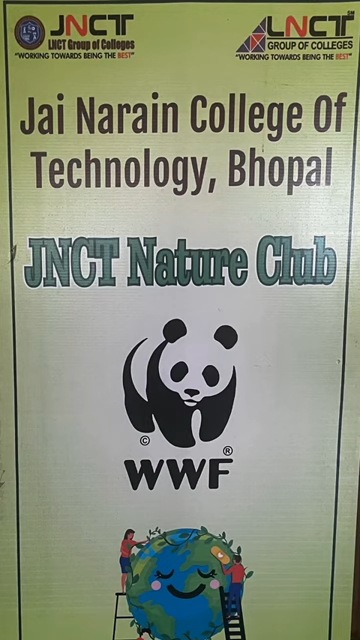 JNCT
LNCT Group of Colleges
"WORKING TOWARDS BEING THE BEST"
LNCT
GROUP OF COLLEGES
"WORKING TOWARDS BEING THE BEST"
Jai Narain College Of
Technology, Bhopal
JNCT Nature Club
©
®
WWF